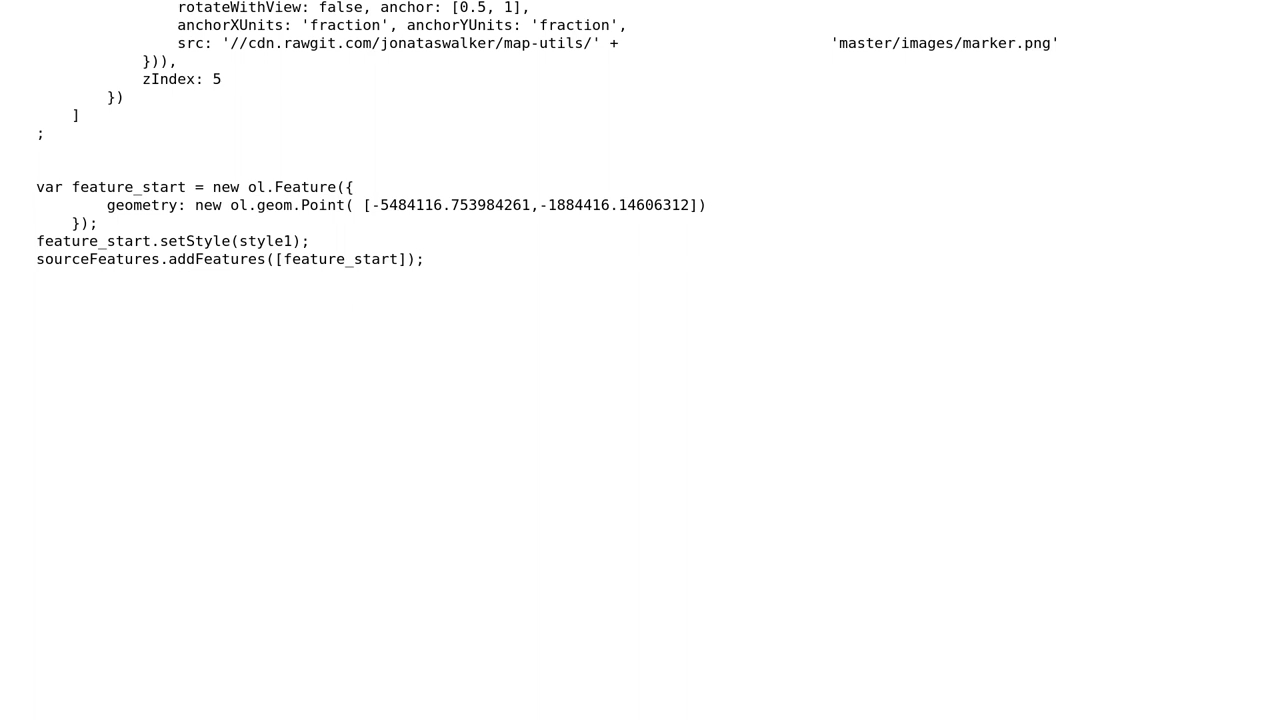 rotateWithView: false, anchor: [0.5, 1],
anchorXUnits: 'fraction', anchorYUnits: 'fraction',
src: '//cdn.rawgit.com/jonataswalker/map-utils/' +                        'master/images/marker.png'
})),
zIndex: 5
})
]
;
var feature_start = new ol.Feature({
geometry: new ol.geom.Point( [-5484116.753984261,-1884416.14606312])
});
feature_start.setStyle(style1);
sourceFeatures.addFeatures([feature_start]);